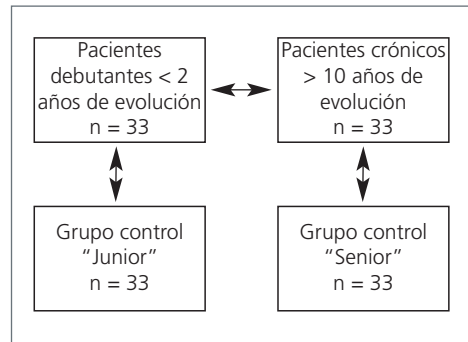 Pacientes
debutantes < 2
años de evolución
n = 33
Pacientes crónicos
> 10 años de
evolución
n = 33
Grupo control
“Junior”
n = 33
Grupo control
“Senior”
n = 33